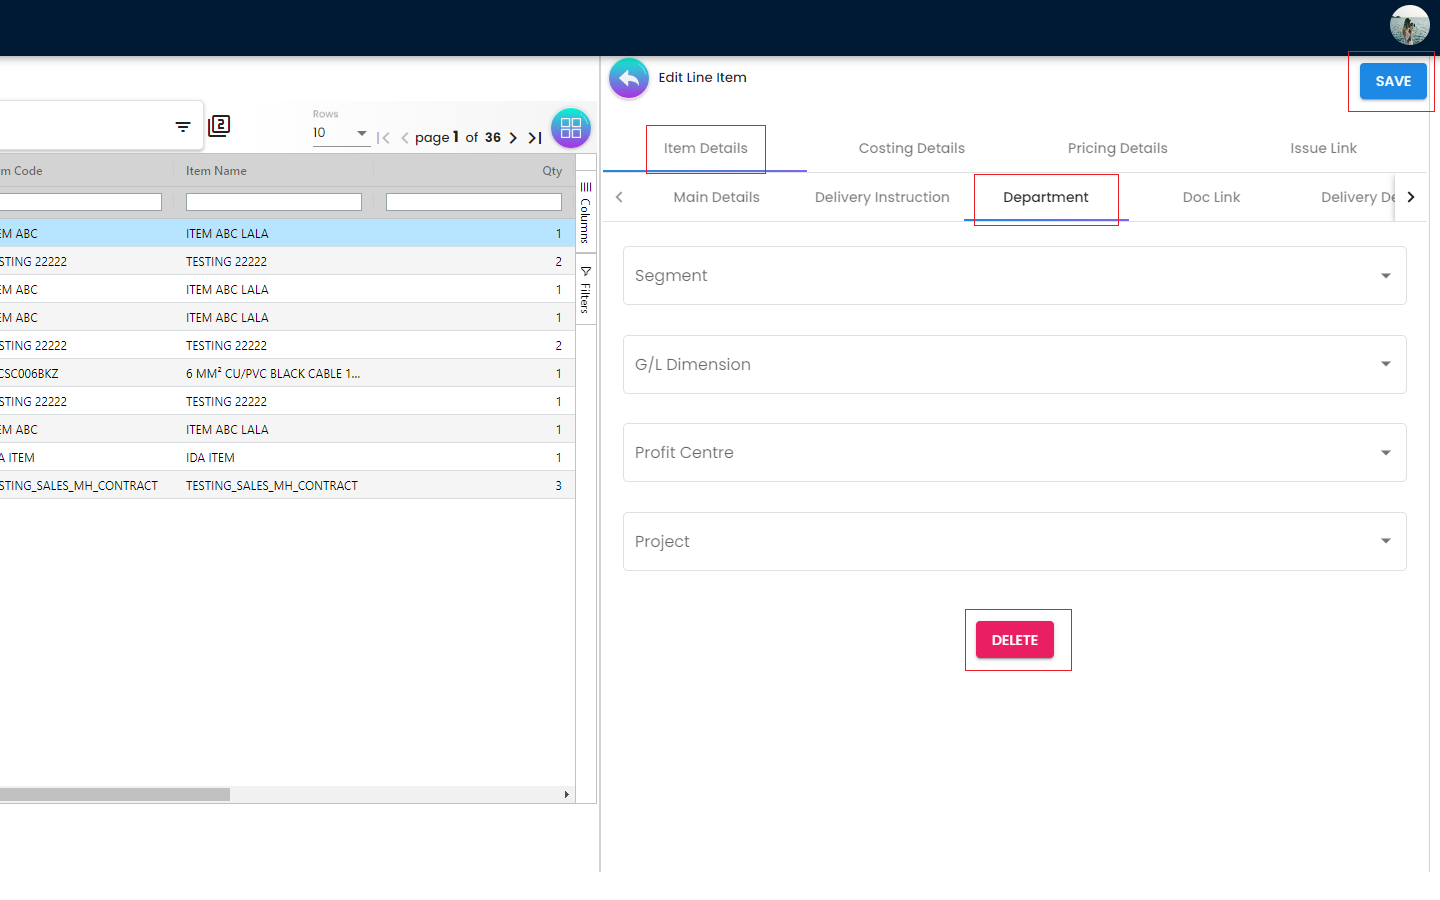 Edit Line Item
SAVE
Rows
10
page 1 of 36
2
Item Details Costing Details Pricing Details Issue Link
Main Details Delivery Instruction Department Doc Link Delivery De
m Code Item Name Qty
Columns
Filters
EM ABC ITEM ABC LALA 1
STING 22222 TESTING 22222 2
EM ABC ITEM ABC LALA 1
EM ABC ITEM ABC LALA 1
STING 22222 TESTING 22222 2
CSC006BKZ 6 MM² CU/PVC BLACK CABLE 1... 1
STING 22222 TESTING 22222 1
EM ABC ITEM ABC LALA 1
A ITEM IDA ITEM 1
STING_SALES_MH_CONTRACT TESTING_SALES_MH_CONTRACT 3
Segment
G/L Dimension
Profit Centre
Project
DELETE